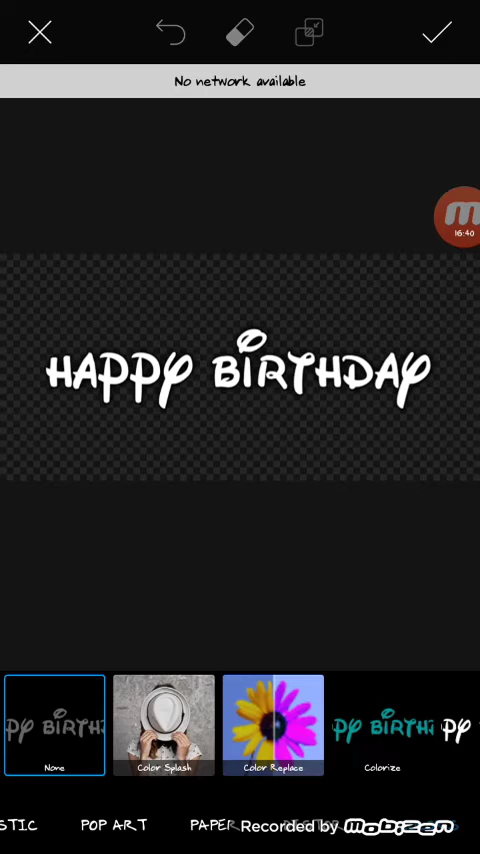 No network available
m
16:40
HAPPY BIRTHDAY
PY BIRTH
None
Color Splash
Color Replace
PY BIRTH
Colorize
PY
STIC
POP ART
PAPER
Recorded by Mobizen